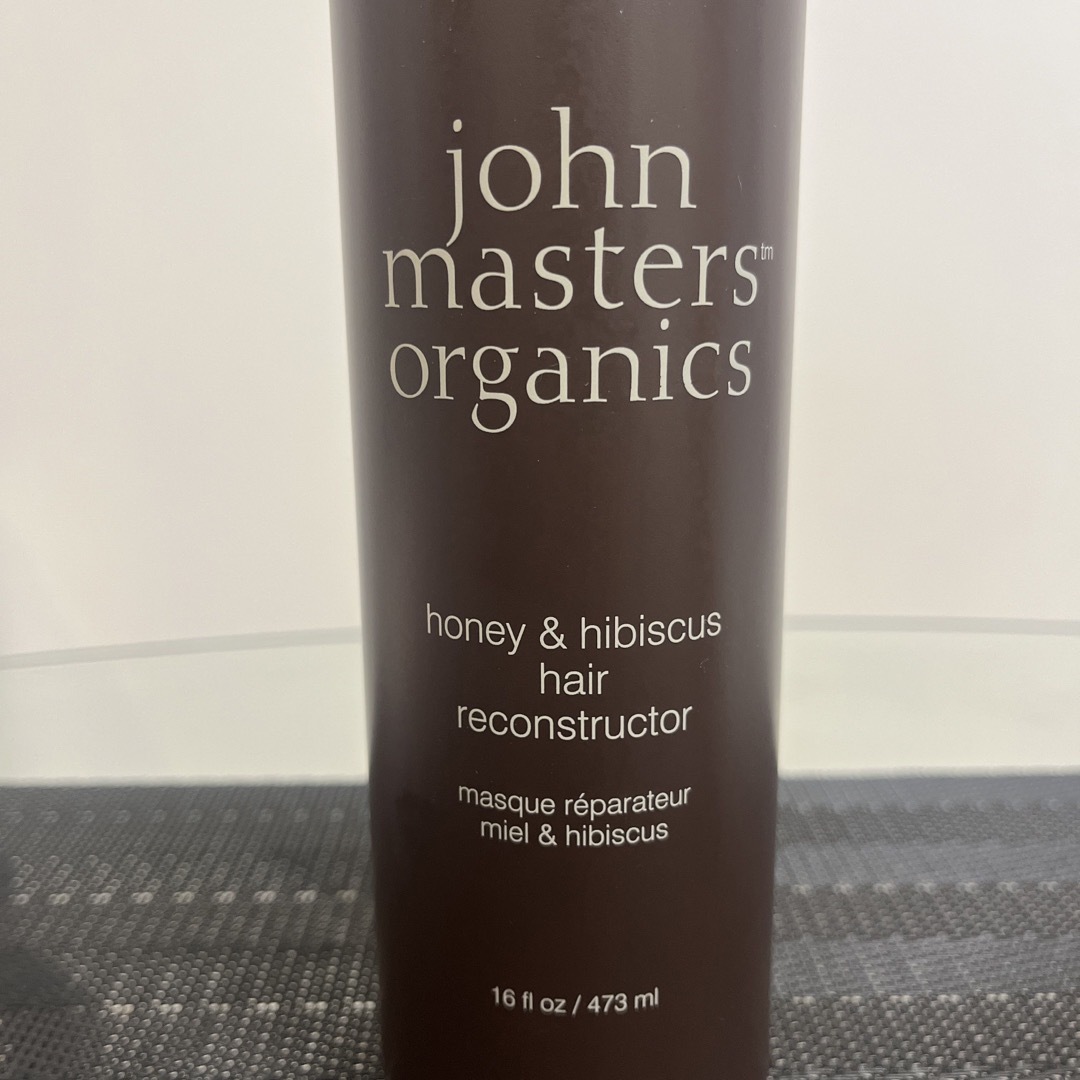 john
masters™
organics
honey & hibiscus
hair
reconstructor
masque réparateur
miel & hibiscus
16 fl oz / 473 ml